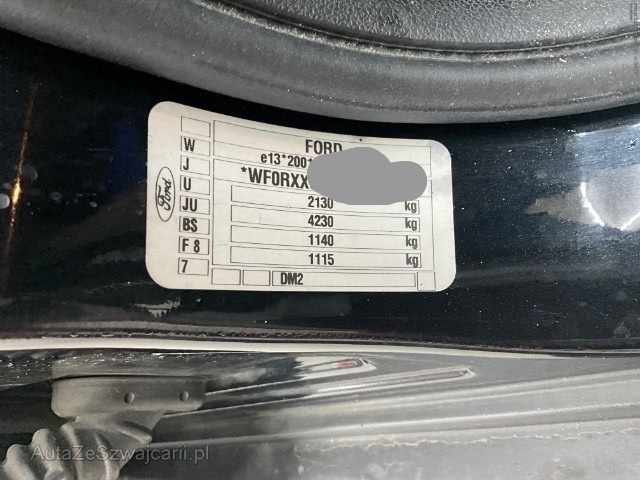 FORD
e13*200
*WF0RXX
2130 kg
4230 kg
1140 kg
1115 kg
DM2
W
J
U
JU
BS
F 8
7
Ford
AutaZeSzwajcarii.pl